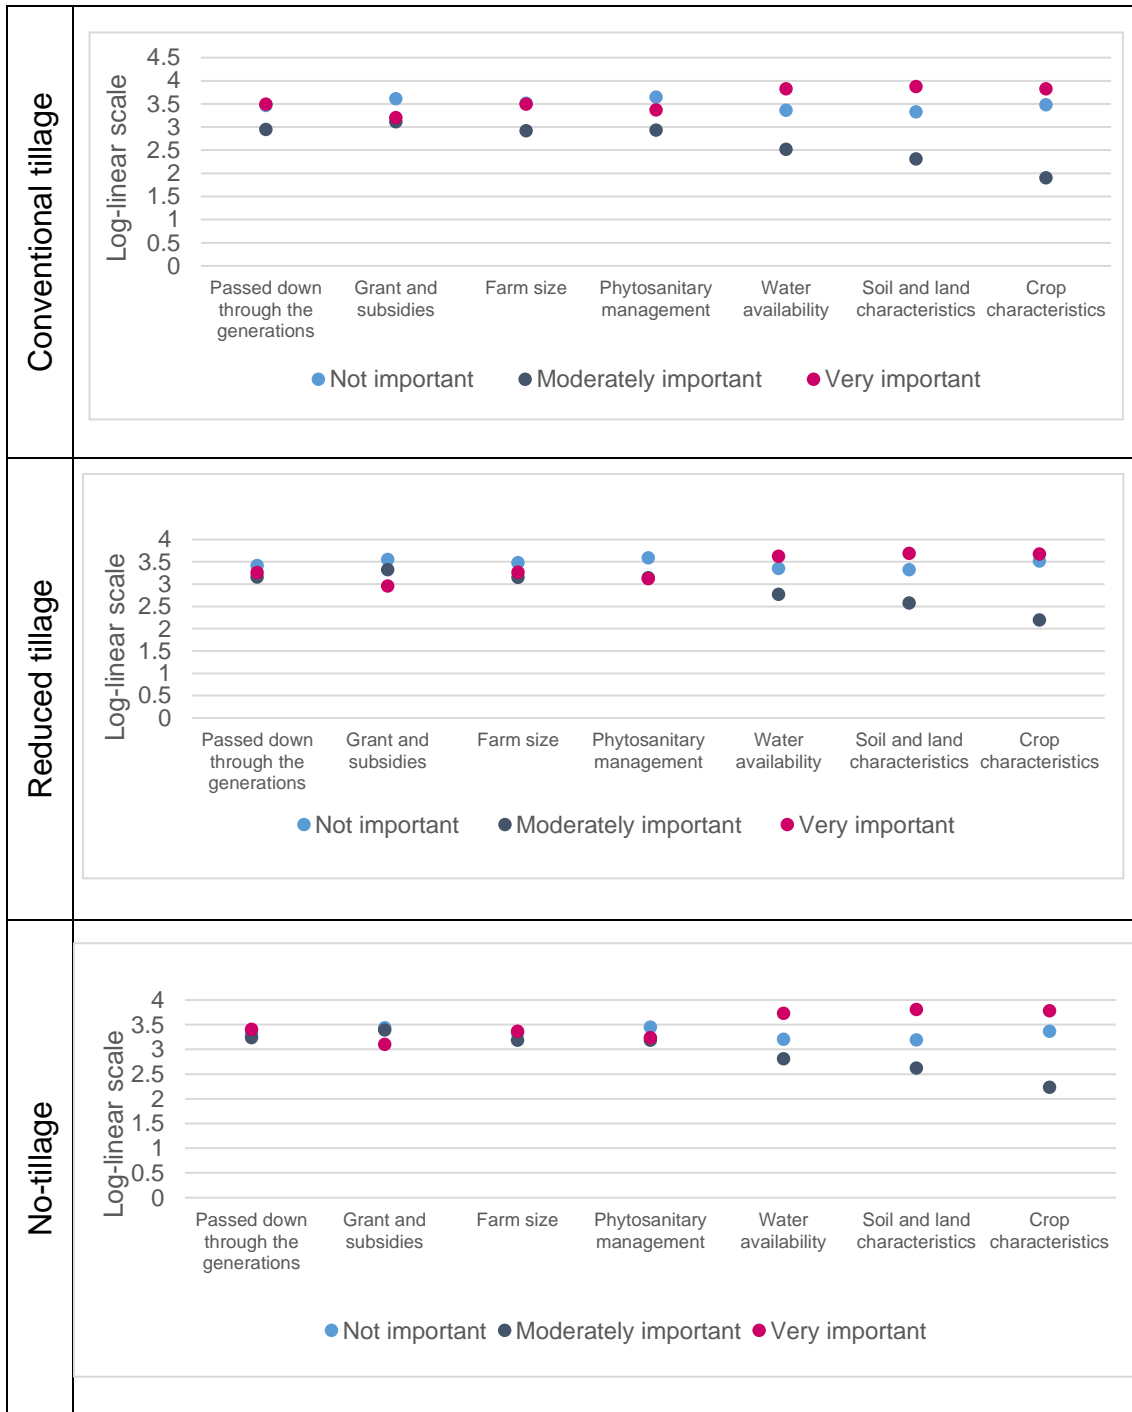 Conventional tillage
Log-linear scale
4.5
4
3.5
3
2.5
2
1.5
1
0.5
0
Passed down through the generations
Grant and subsidies
Farm size
Phytosanitary management
Water availability
Soil and land characteristics
Crop characteristics
Not important
Moderately important
Very important
Reduced tillage
Log-linear scale
4
3.5
3
2.5
2
1.5
1
0.5
0
Passed down through the generations
Grant and subsidies
Farm size
Phytosanitary management
Water availability
Soil and land characteristics
Crop characteristics
Not important
Moderately important
Very important
No-tillage
Log-linear scale
4
3.5
3
2.5
2
1.5
1
0.5
0
Passed down through the generations
Grant and subsidies
Farm size
Phytosanitary management
Water availability
Soil and land characteristics
Crop characteristics
Not important
Moderately important
Very important